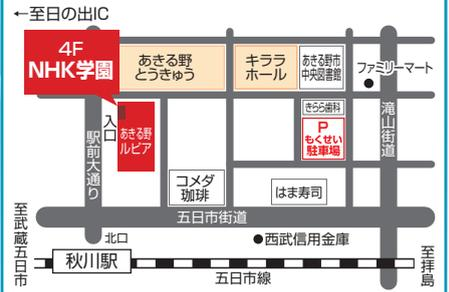 ←至日の出IC
4F
NHK学園
あきる野
とうきゅう
キララ
ホール
あきる野市
中央図書館
ファミリーマート
入口
あきる野
ルピア
きらら歯科
P
もくせい
駐車場
滝山街道
駅前大通り
コメダ
珈琲
はま寿司
五日市街道
至武蔵五日市
北口
西武信用金庫
秋川駅
五日市線
至拝島